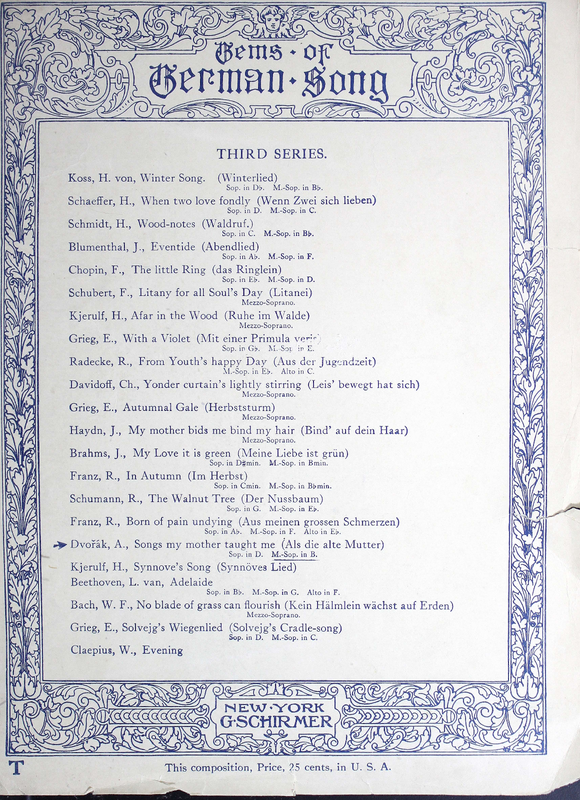 Gems · of
German · Song
THIRD SERIES.
Koss, H. von, Winter Song. (Winterlied)
Sop. in D♭. M.-Sop. in B♭.
Schaeffer, H., When two love fondly (Wenn Zwei sich lieben)
Sop. in D. M.-Sop. in C.
Schmidt, H., Wood-notes (Waldruf.)
Sop. in C. M.-Sop. in B♭.
Blumenthal, J., Eventide (Abendlied)
Sop. in A♭. M.-Sop. in F.
Chopin, F., The little Ring (das Ringlein)
Sop. in E♭. M.-Sop. in D.
Schubert, F., Litany for all Soul's Day (Litanei)
Mezzo-Soprano.
Kjerulf, H., Afar in the Wood (Ruhe im Walde)
Mezzo-Soprano.
Grieg, E., With a Violet (Mit einer Primula veris)
Sop. in G♭. M.-Sop. in E.
Radecke, R., From Youth's happy Day (Aus der Jugendzeit)
M.-Sop. in E♭. Alto in C.
Davidoff, Ch., Yonder curtain's lightly stirring (Leis' bewegt hat sich)
Mezzo-Soprano.
Grieg, E., Autumnal Gale (Herbststurm)
Mezzo-Soprano.
Haydn, J., My mother bids me bind my hair (Bind' auf dein Haar)
Mezzo-Soprano.
Brahms, J., My Love it is green (Meine Liebe ist grün)
Sop. in D♯min. M.-Sop. in Bmin.
Franz, R., In Autumn (Im Herbst)
Sop. in Cmin. M.-Sop. in B♭min.
Schumann, R., The Walnut Tree (Der Nussbaum)
Sop. in G. M.-Sop. in E♭.
Franz, R., Born of pain undying (Aus meinen grossen Schmerzen)
Sop. in A♭. M.-Sop. in F. Alto in E♭.
Dvořák, A., Songs my mother taught me (Als die alte Mutter)
Sop. in D. M.-Sop. in B.
Kjerulf, H., Synnove's Song (Synnöves Lied)
Beethoven, L. van, Adelaide
Sop. in B♭. M.-Sop. in G. Alto in F.
Bach, W. F., No blade of grass can flourish (Kein Hälmlein wächst auf Erden)
Mezzo-Soprano.
Grieg, E., Solvejg's Wiegenlied (Solvejg's Cradle-song)
Sop. in D. M.-Sop. in C.
Claepius, W., Evening
NEW·YORK
G·SCHIRMER
T
This composition, Price, 25 cents, in U. S. A.